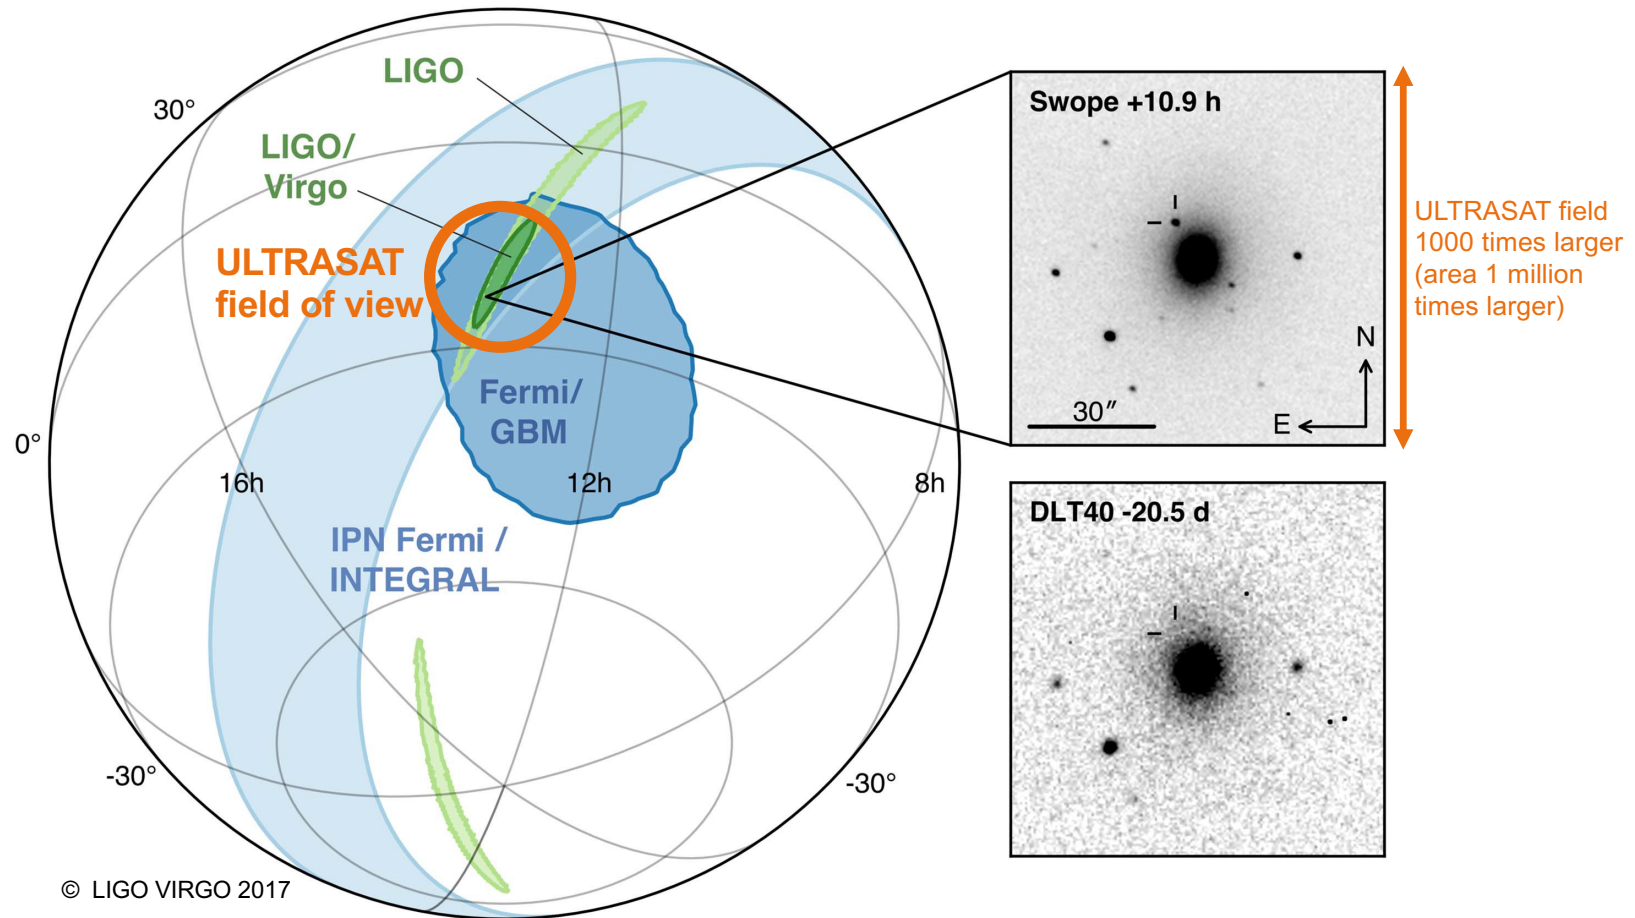 LIGO
30°
LIGO/
Virgo
ULTRASAT
field of view
Fermi/
GBM
0°
16h
12h
8h
IPN Fermi /
INTEGRAL
-30°
-30°
© LIGO VIRGO 2017
Swope +10.9 h
N
30″
E
ULTRASAT field
1000 times larger
(area 1 million
times larger)
DLT40 -20.5 d